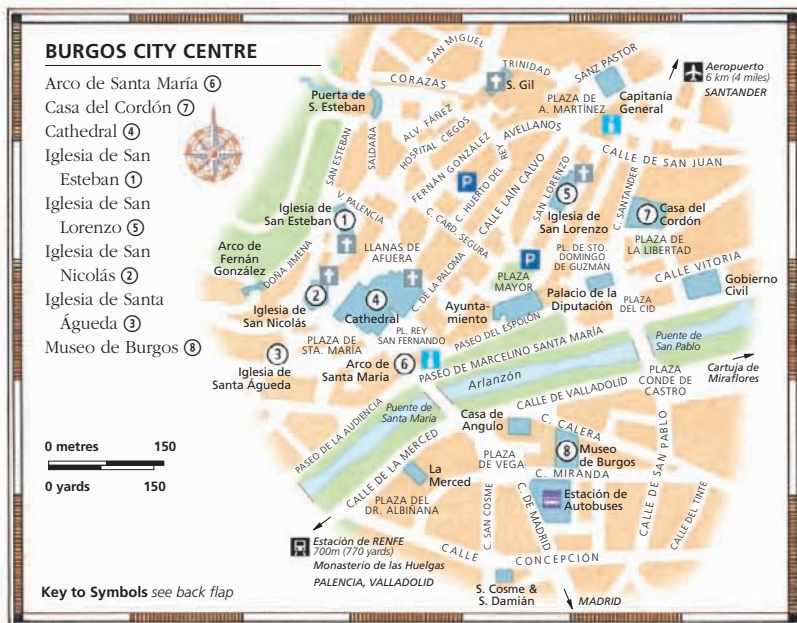 BURGOS CITY CENTRE
Arco de Santa María ⑥
Casa del Cordón ⑦
Cathedral ④
Iglesia de San
Esteban ①
Iglesia de San
Lorenzo ⑤
Iglesia de San
Nicolás ②
Iglesia de Santa
Águeda ③
Museo de Burgos ⑧
0 metres 150
0 yards 150
Key to Symbols see back flap
SAN MIGUEL
TRINIDAD
SANZ PASTOR
CORAZAS
S. Gil
Aeropuerto
6 km (4 miles)
SANTANDER
Puerta de
S. Esteban
PLAZA DE
A. MARTÍNEZ
Capitanía
General
SAN ESTEBAN
SALDAÑA
ALV. FÁÑEZ
HOSPITAL CIEGOS
FERNÁN GONZÁLEZ
C. HUERTO DEL REY
AVELLANOS
CALLE LAÍN CALVO
SAN LORENZO
CALLE DE SAN JUAN
C. SANTANDER
P
V. PALENCIA
C. CARD. SEGURA
Iglesia de
San Esteban ①
⑤
Iglesia de
San Lorenzo
⑦
Casa del
Cordón
PLAZA DE
LA LIBERTAD
Arco de
Fernán
González
DOÑA JIMENA
LLANAS DE
AFUERA
C. DE LA PALOMA
P
PL. DE STO.
DOMINGO
DE GUZMÁN
CALLE VITORIA
PLAZA
MAYOR
②
Iglesia de
San Nicolás
④
Cathedral
Ayunta-
miento
Palacio de la
Diputación
PLAZA
DEL CID
Gobierno
Civil
PLAZA DE
STA. MARÍA
PL. REY
SAN FERNANDO
PASEO DEL ESPOLÓN
③
Iglesia de
Santa Águeda
Arco de
Santa María
⑥
PASEO DE MARCELINO SANTA MARÍA
Puente de
San Pablo
Arlanzón
PLAZA
CONDE DE
CASTRO
Cartuja de
Miraflores
CALLE DE VALLADOLID
PASEO DE LA AUDIENCIA
Puente de
Santa María
Casa de
Angulo
C. CALERA
CALLE DE LA MERCED
PLAZA
DE VEGA
⑧
Museo
de Burgos
C. MIRANDA
CALLE DE SAN PABLO
La
Merced
PLAZA DEL
DR. ALBIÑANA
C. SAN COSME
C. DE MADRID
Estación de
Autobuses
CALLE DEL TINTE
Estación de RENFE
700m (770 yards)
Monasterio de las Huelgas
PALENCIA, VALLADOLID
CALLE CONCEPCIÓN
S. Cosme &
S. Damián
MADRID